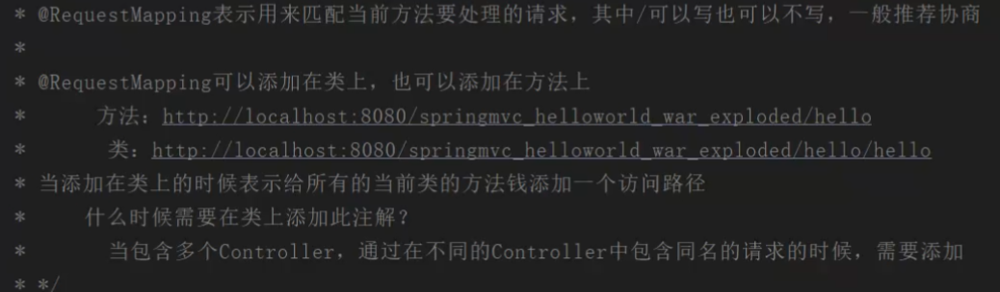 * @RequestMapping表示用来匹配当前方法要处理的请求，其中/可以写也可以不写，一般推荐协商
*
* @RequestMapping可以添加在类上，也可以添加在方法上
* 方法：http://localhost:8080/springmvc_helloworld_war_exploded/hello
* 类：http://localhost:8080/springmvc_helloworld_war_exploded/hello/hello
* 当添加在类上的时候表示给所有的当前类的方法钱添加一个访问路径
* 什么时候需要在类上添加此注解？
* 当包含多个Controller，通过在不同的Controller中包含同名的请求的时候，需要添加
* */